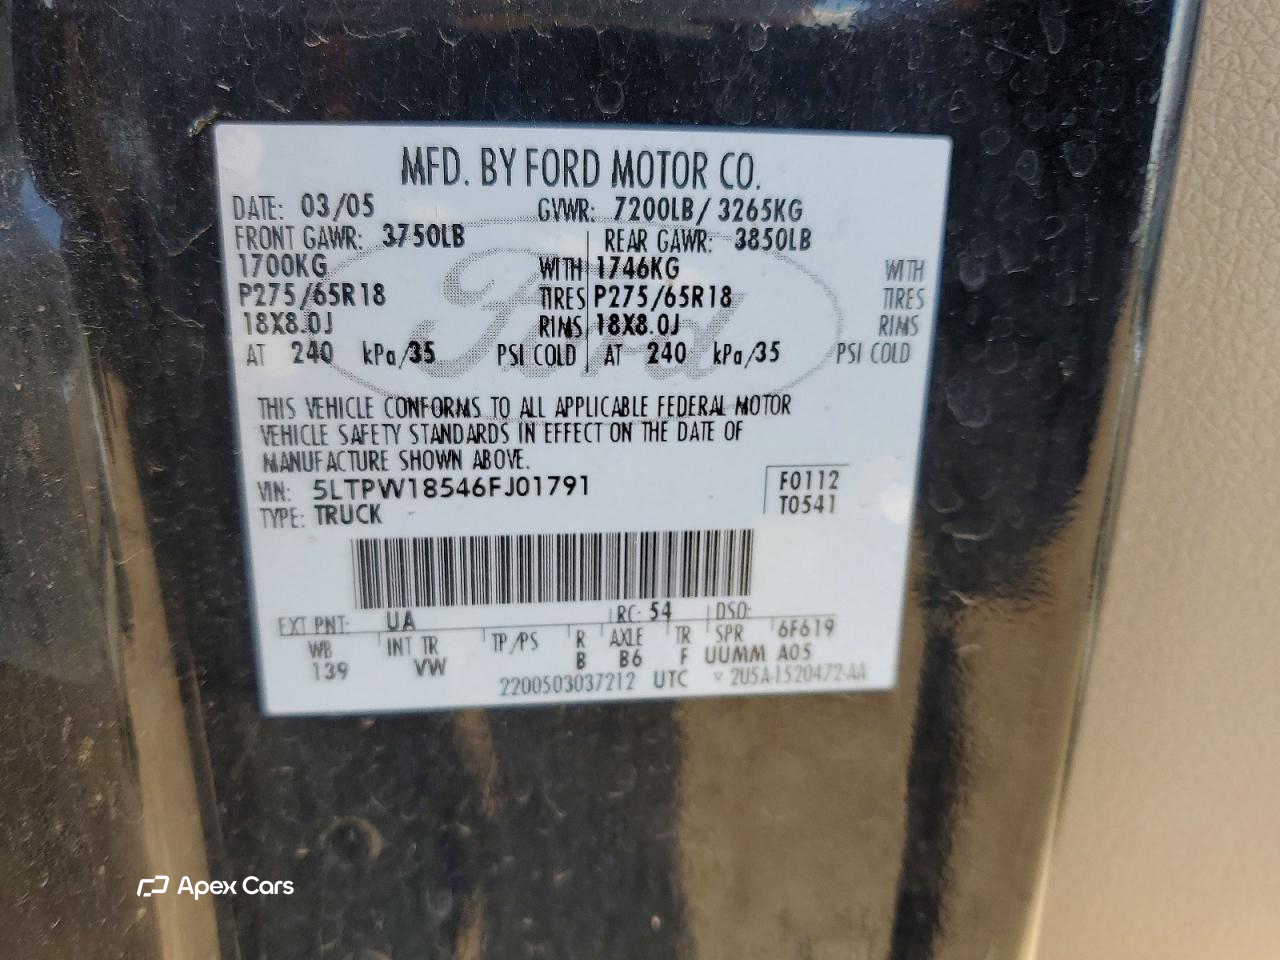 MFD. BY FORD MOTOR CO.
DATE: 03/05 GVWR: 7200LB/ 3265KG
FRONT GAWR: 3750LB REAR GAWR: 3850LB
1700KG WITH 1746KG WITH
P275/65R18 TIRES P275/65R18 TIRES
18X8.0J RIMS 18X8.0J RIMS
AT 240 kPa/35 PSI COLD AT 240 kPa/35 PSI COLD
Ford
THIS VEHICLE CONFORMS TO ALL APPLICABLE FEDERAL MOTOR
VEHICLE SAFETY STANDARDS IN EFFECT ON THE DATE OF
MANUFACTURE SHOWN ABOVE.
VIN: 5LTPW18546FJ01791 F0112
TYPE: TRUCK T0541
EXT PNT: UA RC: 54 DSO:
WB INT TR TP/PS R AXLE TR SPR 6F619
139 VW B B6 F UUMM A05
2200503037212 UTC ▽ 2U5A-1520472-AA
Apex Cars